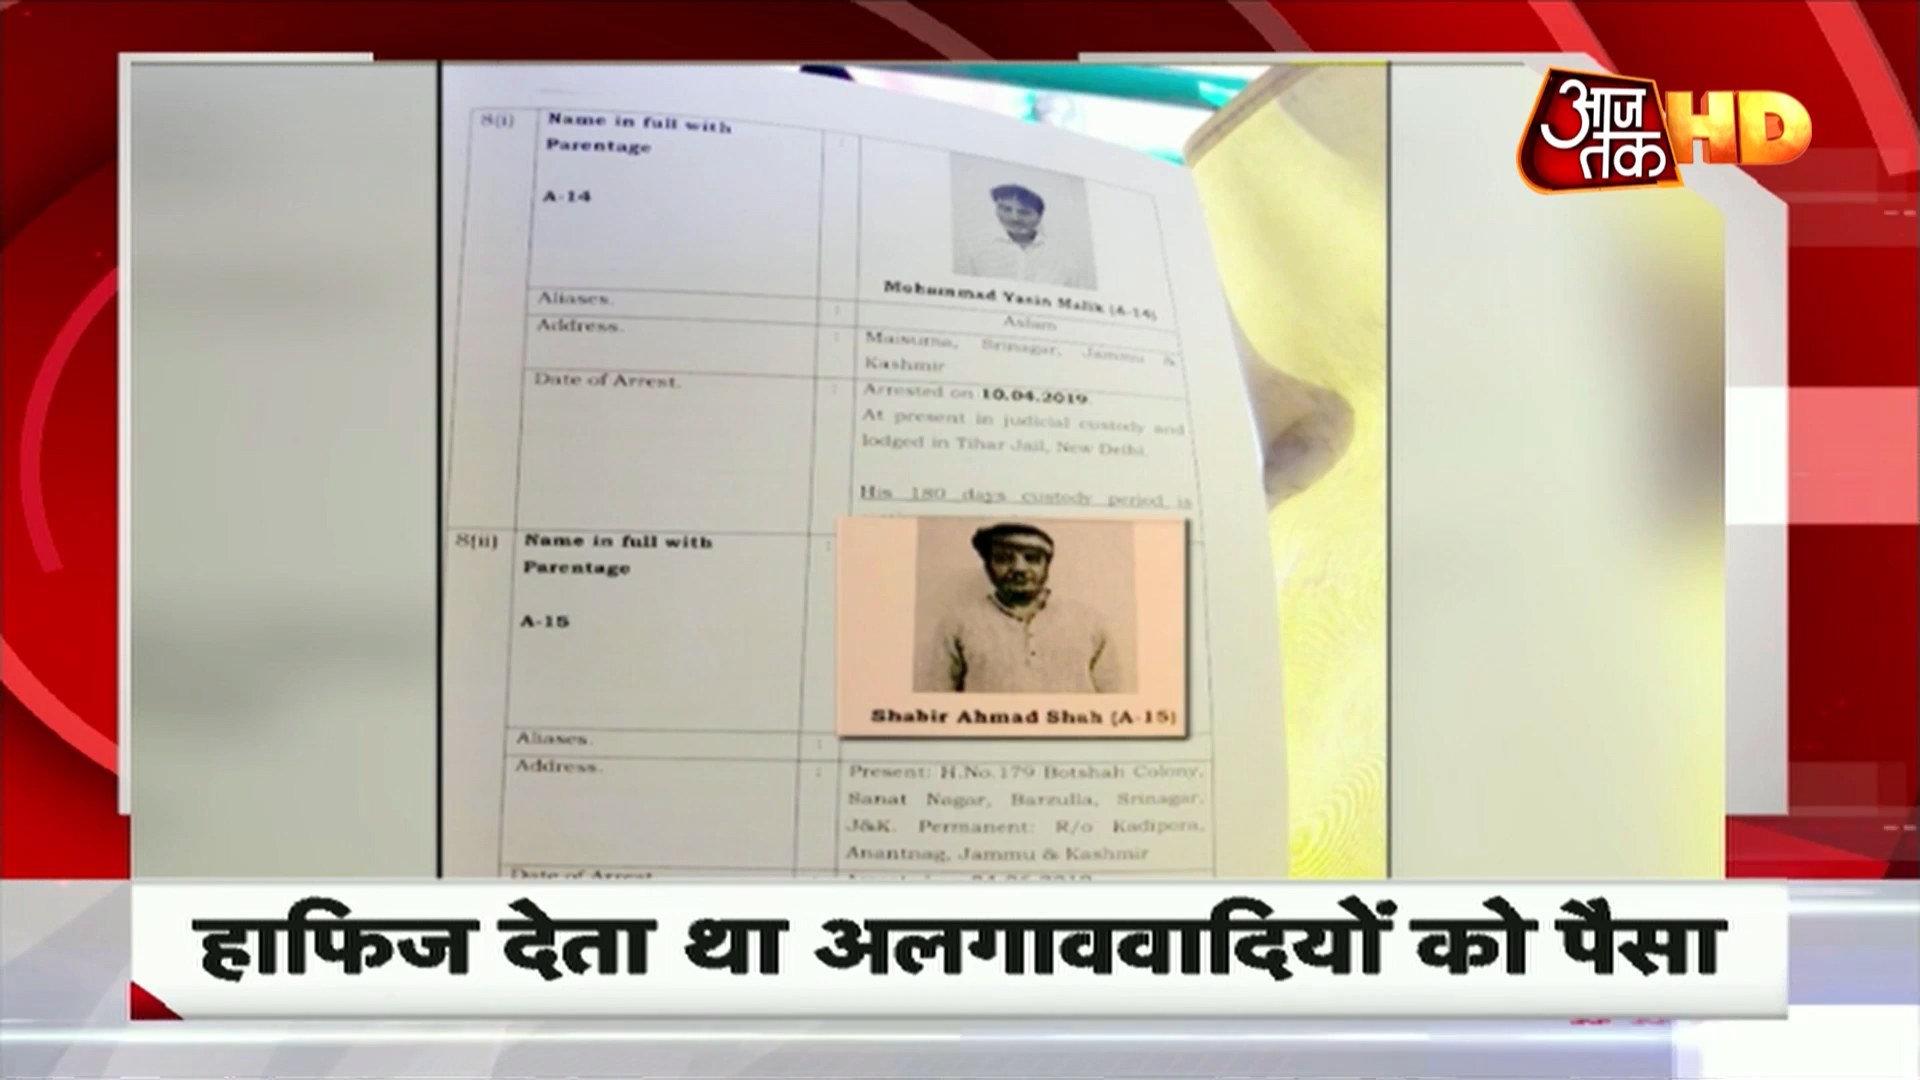 आज तक HD
8(i) Name in full with
Parentage
A-14
Mohammad Yasin Malik (A-14)
Aliases. : Aslam
Address. : Maisuma, Srinagar, Jammu &
Kashmir
Date of Arrest. : Arrested on 10.04.2019
At present in judicial custody and
lodged in Tihar Jail, New Delhi.
His 180 days custody period is
8(ii) Name in full with :
Parentage
A-15
Shabir Ahmad Shah (A-15)
Aliases. :
Address. : Present: H.No.179 Botshah Colony,
Sanat Nagar, Barzulla, Srinagar,
J&K. Permanent: R/o Kadipora,
Anantnag, Jammu & Kashmir
Date of Arrest
हाफिज देता था अलगाववादियों को पैसा